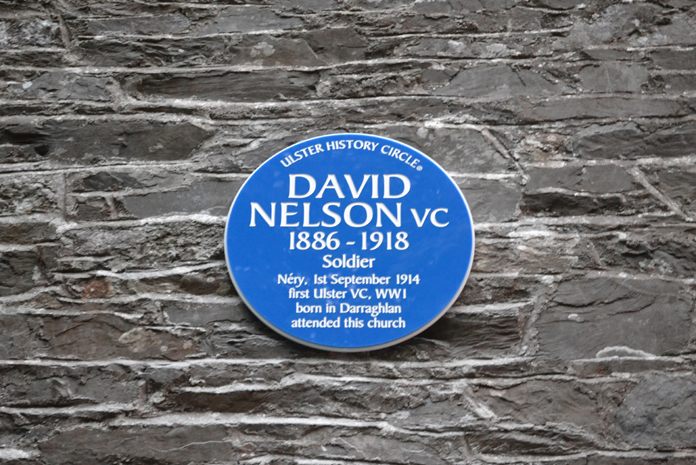 ULSTER HISTORY CIRCLE®
DAVID
NELSON VC
1886 - 1918
Soldier
Néry, 1st September 1914
first Ulster VC, WW1
born in Darraghlan
attended this church